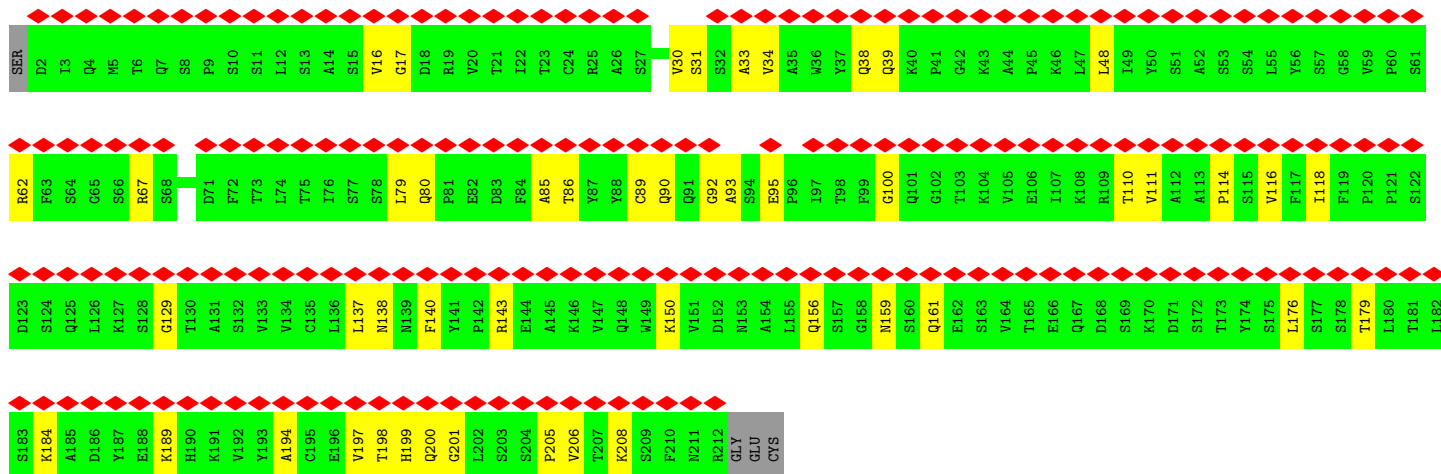 SER D2 I3 Q4 M5 T6 Q7 S8 P9 S10 S11 L12 S13 A14 S15 V16 G17 D18 R19 V20 T21 I22 T23 C24 R25 A26 S27 V30 S31 S32 A33 V34 A35 W36 Y37 Q38 Q39 K40 P41 G42 K43 A44 P45 K46 L47 L48 I49 Y50 S51 A52 S53 S54 L55 Y56 S57 G58 V59 P60 S61
R62 F63 S64 G65 S66 R67 S68 D71 F72 T73 L74 T75 I76 S77 S78 L79 Q80 P81 E82 D83 F84 A85 T86 Y87 Y88 C89 Q90 Q91 G92 A93 S94 E95 P96 I97 T98 F99 G100 Q101 G102 T103 K104 V105 E106 I107 K108 R109 T110 V111 A112 A113 P114 S115 V116 F117 I118 F119 P120 P121 S122
D123 S124 Q125 L126 K127 S128 G129 T130 A131 S132 V133 V134 C135 L136 L137 N138 N139 F140 Y141 P142 R143 E144 A145 K146 V147 Q148 W149 K150 V151 D152 N153 A154 L155 Q156 S157 G158 N159 S160 Q161 E162 S163 V164 T165 E166 Q167 D168 S169 K170 D171 S172 T173 Y174 S175 L176 S177 S178 T179 L180 T181 L182
S183 K184 A185 D186 Y187 E188 K189 H190 K191 V192 Y193 A194 C195 E196 V197 T198 H199 Q200 G201 L202 S203 S204 P205 V206 T207 K208 S209 F210 N211 R212 GLY GLU CYS